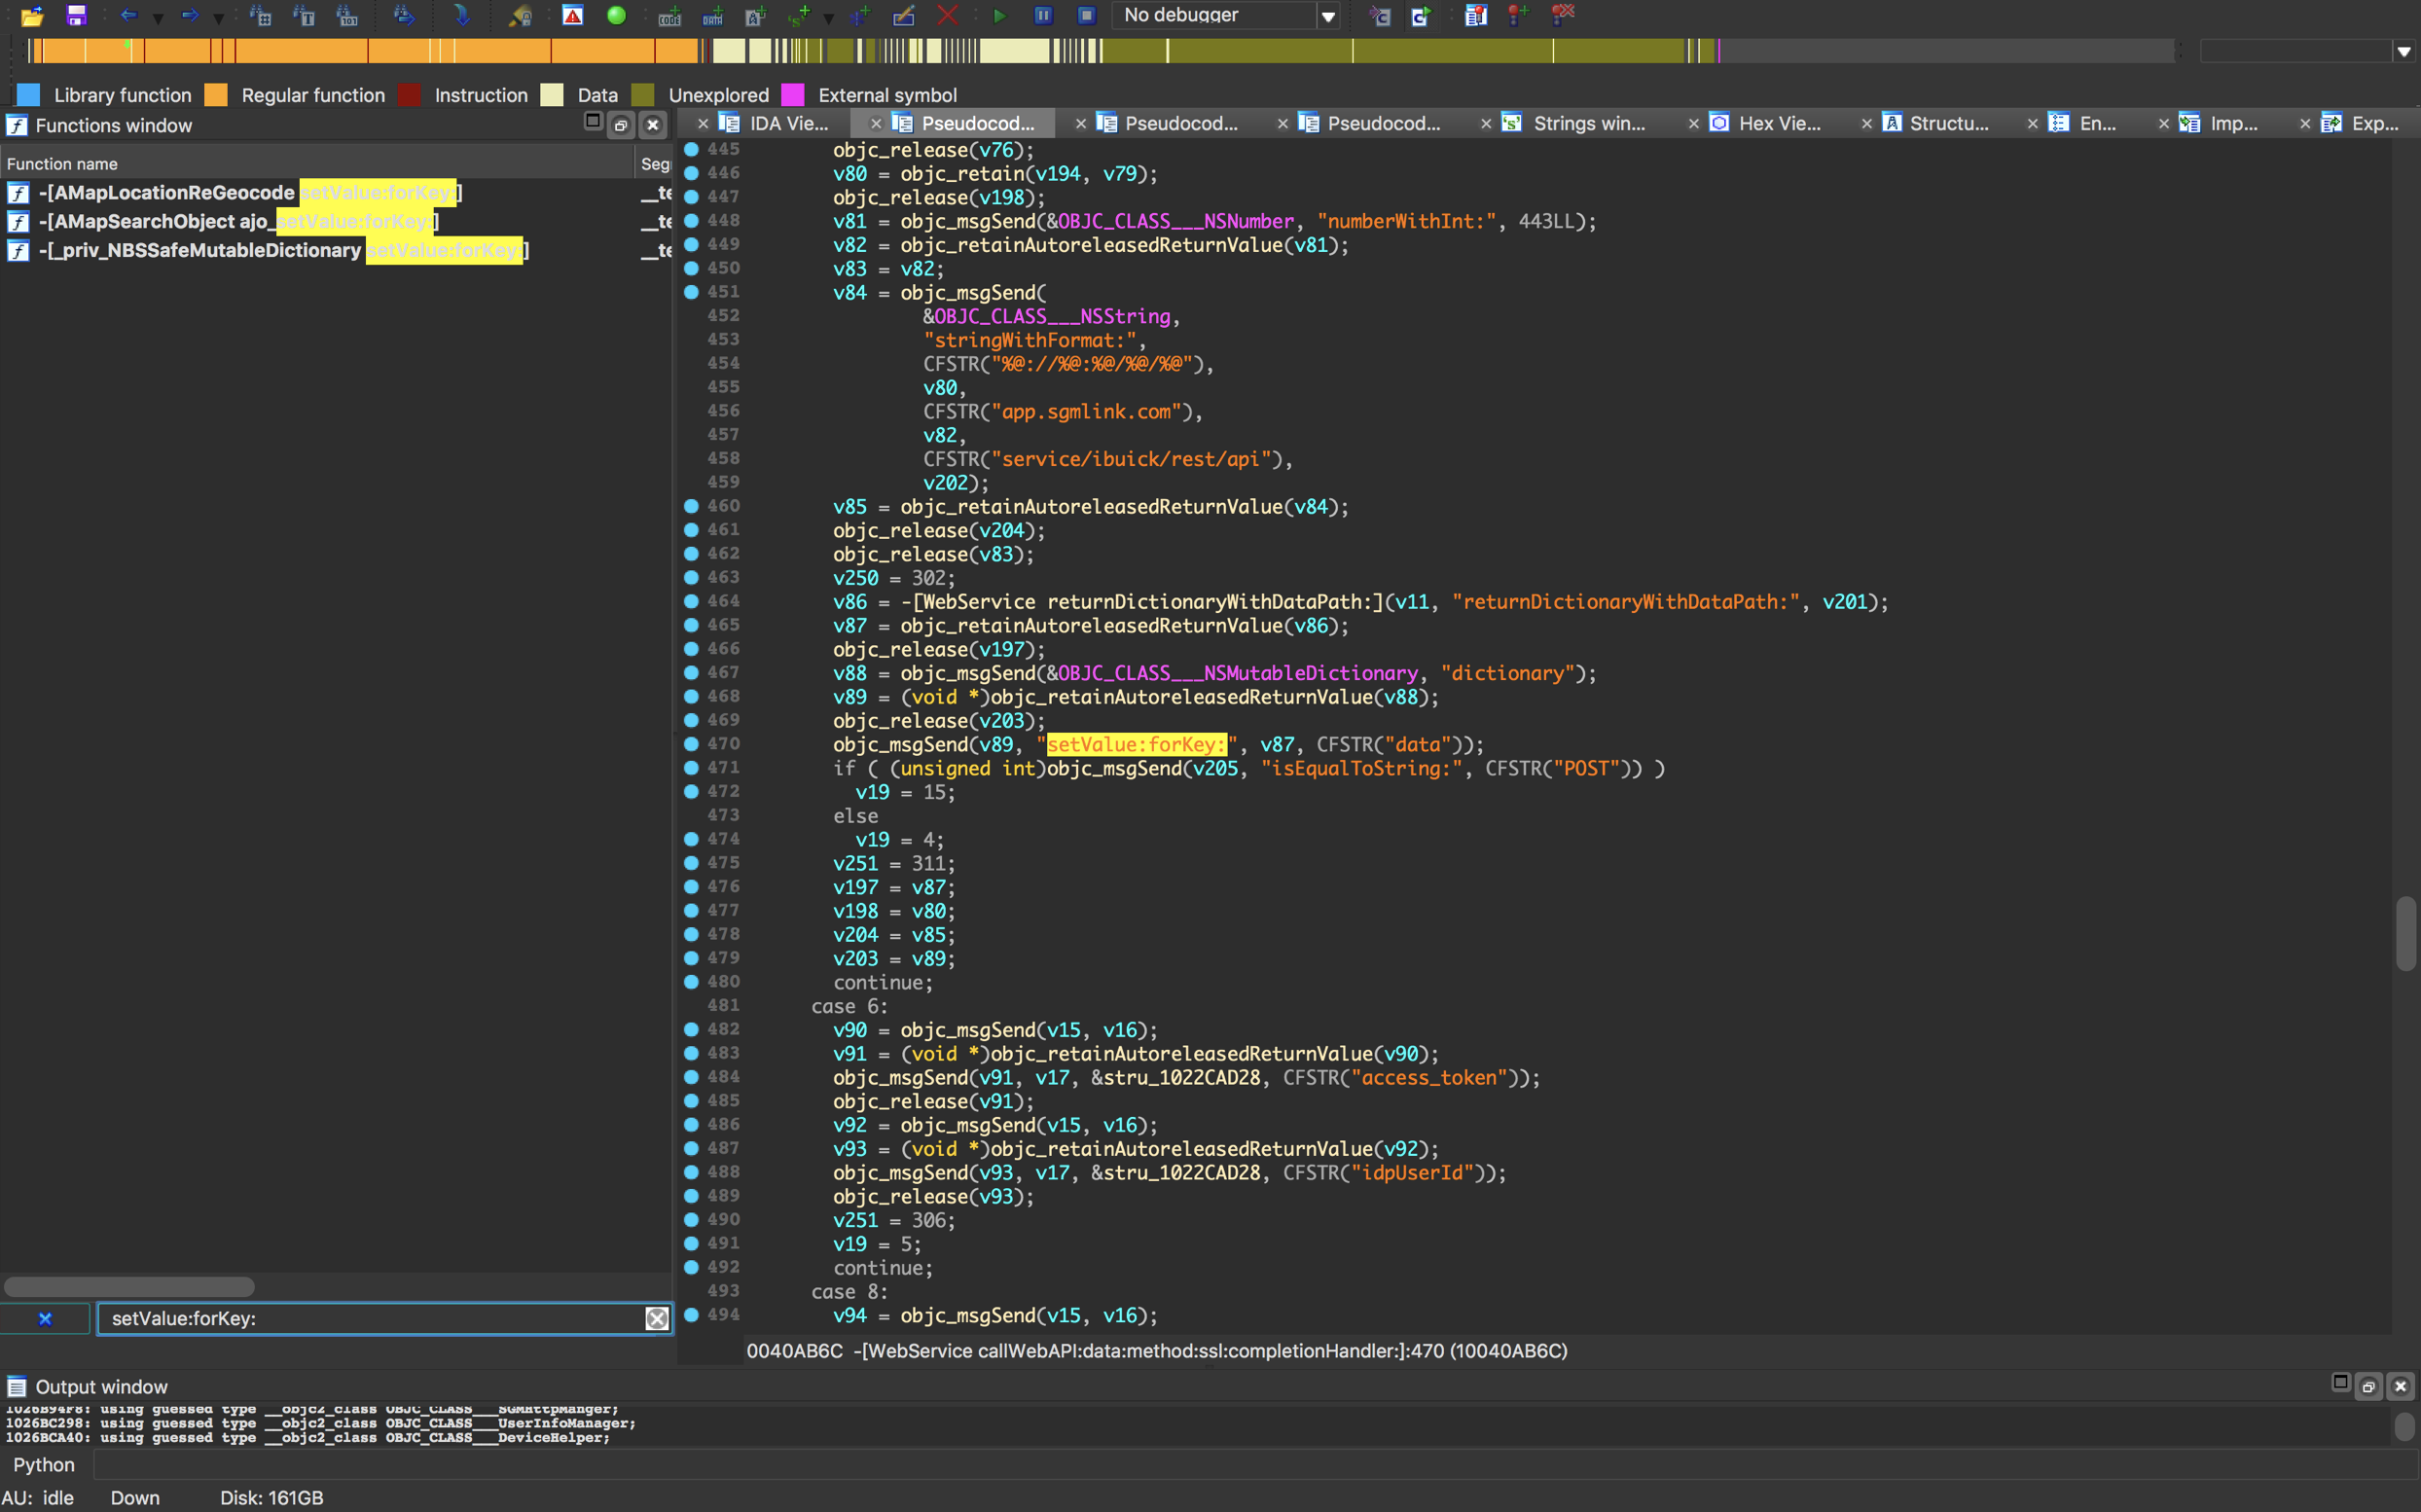 No debugger
Library function Regular function Instruction Data Unexplored External symbol
Functions window
IDA Vie... Pseudocod... Pseudocod... Pseudocod... Strings win... Hex Vie... Structu... En... Imp... Exp...
Function name Seg
-[AMapLocationReGeocode setValue:forKey:] __te
-[AMapSearchObject ajo_setValue:forKey:] __te
-[_priv_NBSSafeMutableDictionary setValue:forKey:] __te
445 objc_release(v76);
446 v80 = objc_retain(v194, v79);
447 objc_release(v198);
448 v81 = objc_msgSend(&OBJC_CLASS___NSNumber, "numberWithInt:", 443LL);
449 v82 = objc_retainAutoreleasedReturnValue(v81);
450 v83 = v82;
451 v84 = objc_msgSend(
452 &OBJC_CLASS___NSString,
453 "stringWithFormat:",
454 CFSTR("%@://%@:%@/%@/%@"),
455 v80,
456 CFSTR("app.sgmlink.com"),
457 v82,
458 CFSTR("service/ibuick/rest/api"),
459 v202);
460 v85 = objc_retainAutoreleasedReturnValue(v84);
461 objc_release(v204);
462 objc_release(v83);
463 v250 = 302;
464 v86 = -[WebService returnDictionaryWithDataPath:](v11, "returnDictionaryWithDataPath:", v201);
465 v87 = objc_retainAutoreleasedReturnValue(v86);
466 objc_release(v197);
467 v88 = objc_msgSend(&OBJC_CLASS___NSMutableDictionary, "dictionary");
468 v89 = (void *)objc_retainAutoreleasedReturnValue(v88);
469 objc_release(v203);
470 objc_msgSend(v89, "setValue:forKey:", v87, CFSTR("data"));
471 if ( (unsigned int)objc_msgSend(v205, "isEqualToString:", CFSTR("POST")) )
472 v19 = 15;
473 else
474 v19 = 4;
475 v251 = 311;
476 v197 = v87;
477 v198 = v80;
478 v204 = v85;
479 v203 = v89;
480 continue;
481 case 6:
482 v90 = objc_msgSend(v15, v16);
483 v91 = (void *)objc_retainAutoreleasedReturnValue(v90);
484 objc_msgSend(v91, v17, &stru_1022CAD28, CFSTR("access_token"));
485 objc_release(v91);
486 v92 = objc_msgSend(v15, v16);
487 v93 = (void *)objc_retainAutoreleasedReturnValue(v92);
488 objc_msgSend(v93, v17, &stru_1022CAD28, CFSTR("idpUserId"));
489 objc_release(v93);
490 v251 = 306;
491 v19 = 5;
492 continue;
493 case 8:
494 v94 = objc_msgSend(v15, v16);
setValue:forKey:
0040AB6C -[WebService callWebAPI:data:method:ssl:completionHandler:]:470 (10040AB6C)
Output window
1026B94F8: using guessed type __objc2_class OBJC_CLASS___SGMHttpManger;
1026BC298: using guessed type __objc2_class OBJC_CLASS___UserInfoManager;
1026BCA40: using guessed type __objc2_class OBJC_CLASS___DeviceHelper;
Python
AU: idle Down Disk: 161GB